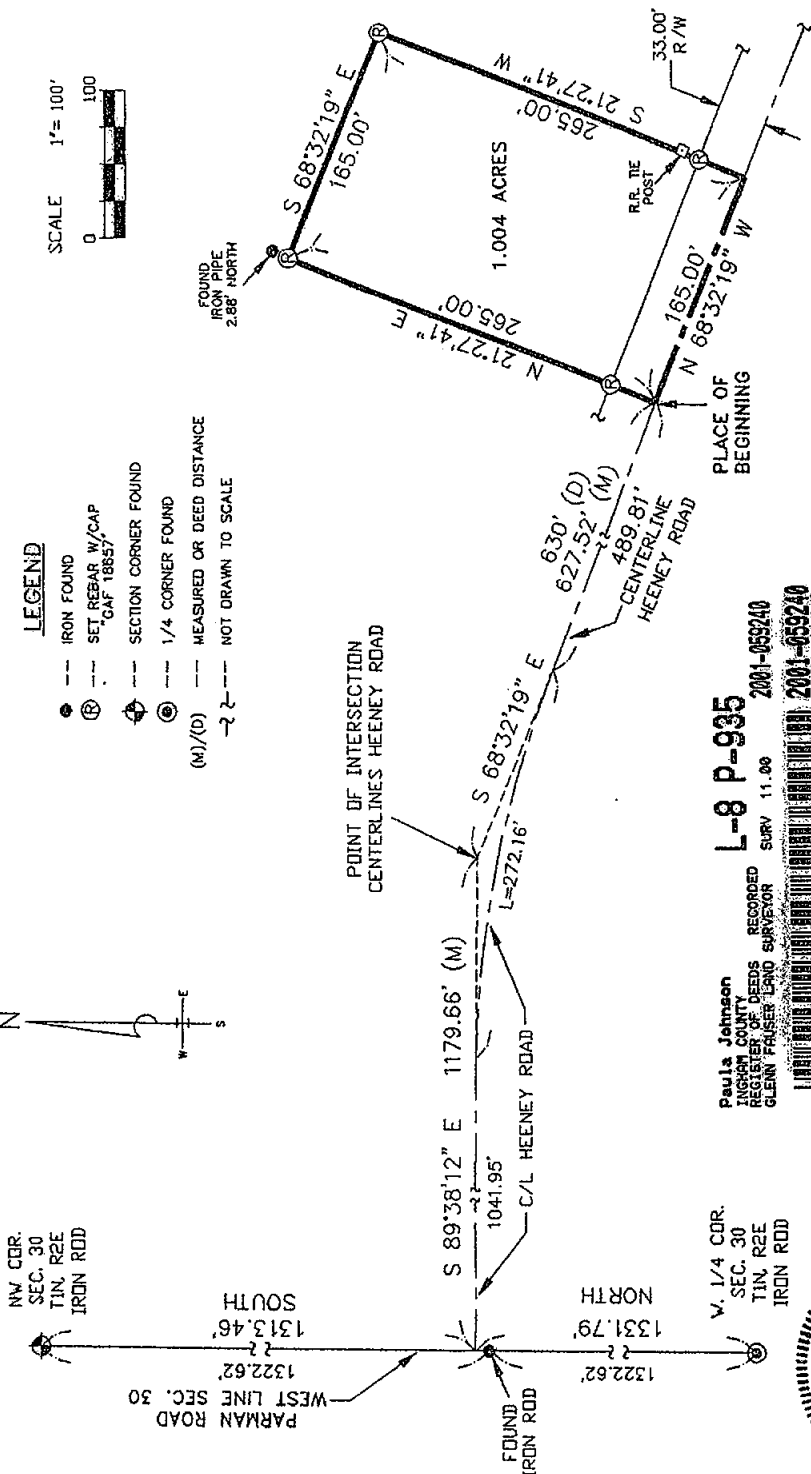 SCALE 1"= 100'
0 100
N
W E
S
LEGEND
IRON FOUND
SET REBAR W/CAP
"GAF 18657"
SECTION CORNER FOUND
1/4 CORNER FOUND
(M)/(D) --- MEASURED OR DEED DISTANCE
NOT DRAWN TO SCALE
NW COR.
SEC. 30
T1N, R2E
IRON ROD
SOUTH
1313.46'
1322.62'
WEST LINE SEC. 30
PARMAN ROAD
NORTH
1331.79'
1322.62'
FOUND
IRON ROD
W. 1/4 COR.
SEC. 30
T1N, R2E
IRON ROD
S 89°38'12" E 1179.66' (M)
1041.95'
C/L HEENEY ROAD
POINT OF INTERSECTION
CENTERLINES HEENEY ROAD
L=272.16'
S 68°32'19" E
630' (D)
627.52' (M)
489.81'
CENTERLINE
HEENEY ROAD
FOUND
IRON PIPE
2.88' NORTH
S 68°32'19" E
165.00'
N 21°27'41" E
265.00'
1.004 ACRES
S 21°27'41" W
265.00'
R.R. TIE
POST
33.00'
R/W
165.00'
N 68°32'19" W
PLACE OF
BEGINNING
Paula Johnson
INGHAM COUNTY
REGISTER OF DEEDS RECORDED
GLENN FAUSER LAND SURVEYOR
L-8 P-935
SURV 11.00 2001-059240
2001-059240